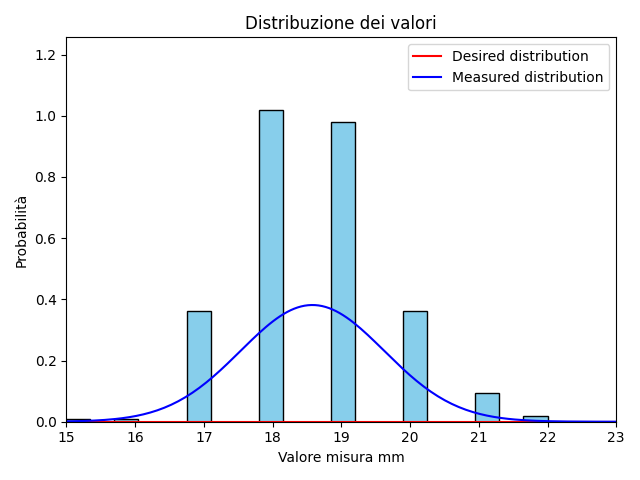 Distribuzione dei valori
Desired distribution
Measured distribution
Probabilità
1.2
1.0
0.8
0.6
0.4
0.2
0.0
15 16 17 18 19 20 21 22 23
Valore misura mm